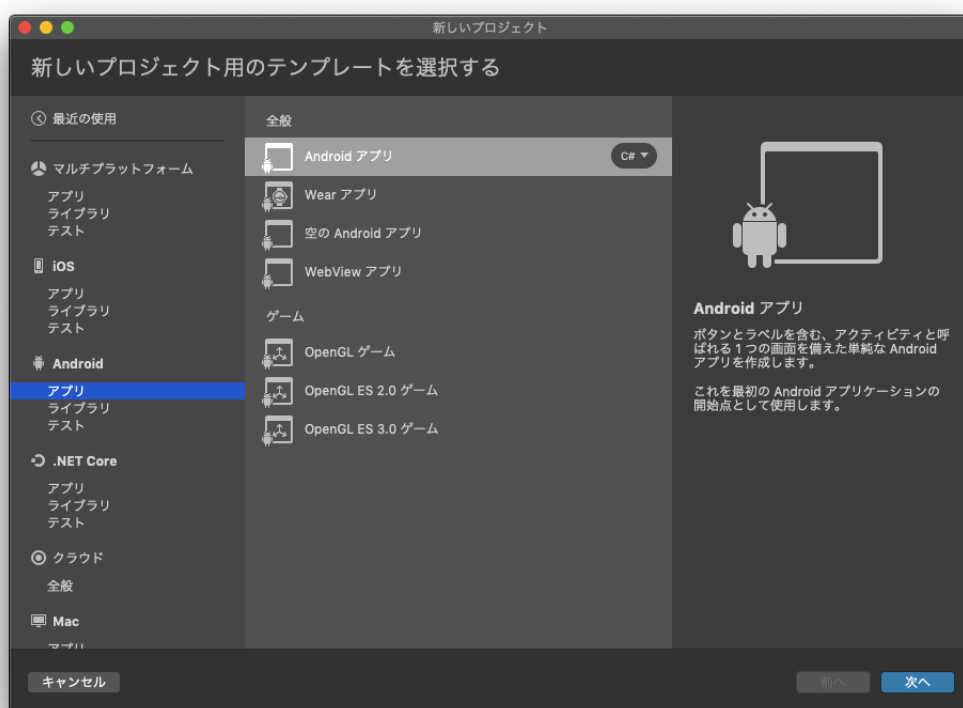 新しいプロジェクト
新しいプロジェクト用のテンプレートを選択する
最近の使用
マルチプラットフォーム
アプリ
ライブラリ
テスト
iOS
アプリ
ライブラリ
テスト
Android
アプリ
ライブラリ
テスト
.NET Core
アプリ
ライブラリ
テスト
クラウド
全般
Mac
アプリ
全般
Android アプリ
C#
Wear アプリ
空の Android アプリ
WebView アプリ
ゲーム
OpenGL ゲーム
OpenGL ES 2.0 ゲーム
OpenGL ES 3.0 ゲーム
Android アプリ
ボタンとラベルを含む、アクティビティと呼
ばれる 1 つの画面を備えた単純な Android
アプリを作成します。
これを最初の Android アプリケーションの
開始点として使用します。
キャンセル
前へ
次へ